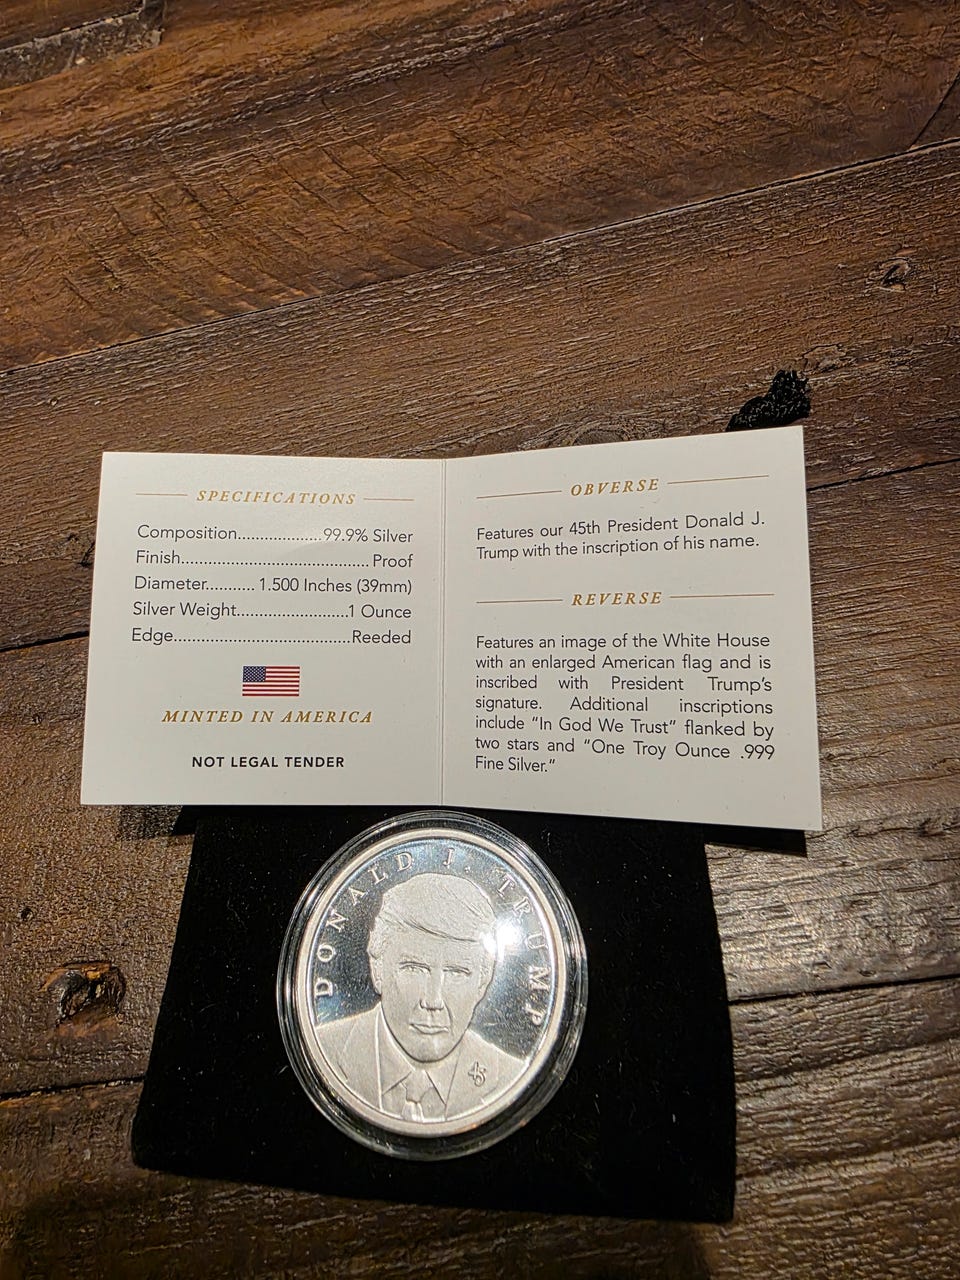 SPECIFICATIONS
Composition...................99.9% Silver
Finish.......................................Proof
Diameter.......... 1.500 Inches (39mm)
Silver Weight.......................1 Ounce
Edge....................................Reeded
MINTED IN AMERICA
NOT LEGAL TENDER
OBVERSE
Features our 45th President Donald J.
Trump with the inscription of his name.
REVERSE
Features an image of the White House
with an enlarged American flag and is
inscribed with President Trump's
signature. Additional inscriptions
include "In God We Trust" flanked by
two stars and "One Troy Ounce .999
Fine Silver."
DONALD J. TRUMP